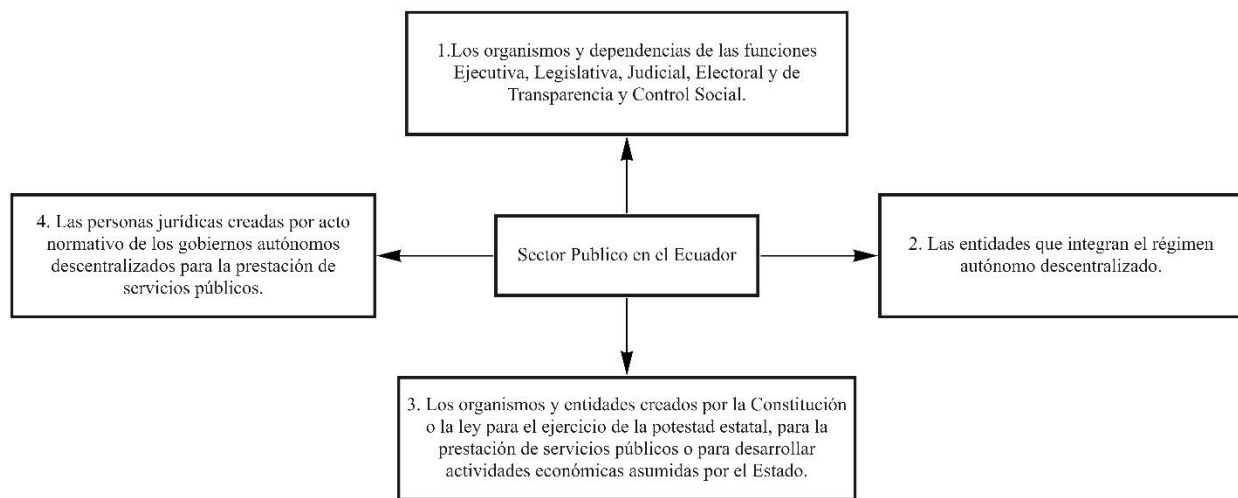 1.Los organismos y dependencias de las funciones
Ejecutiva, Legislativa, Judicial, Electoral y de
Transparencia y Control Social.
4. Las personas jurídicas creadas por acto
normativo de los gobiernos autónomos
descentralizados para la prestación de
servicios públicos.
Sector Publico en el Ecuador
2. Las entidades que integran el régimen
autónomo descentralizado.
3. Los organismos y entidades creados por la Constitución
o la ley para el ejercicio de la potestad estatal, para la
prestación de servicios públicos o para desarrollar
actividades económicas asumidas por el Estado.